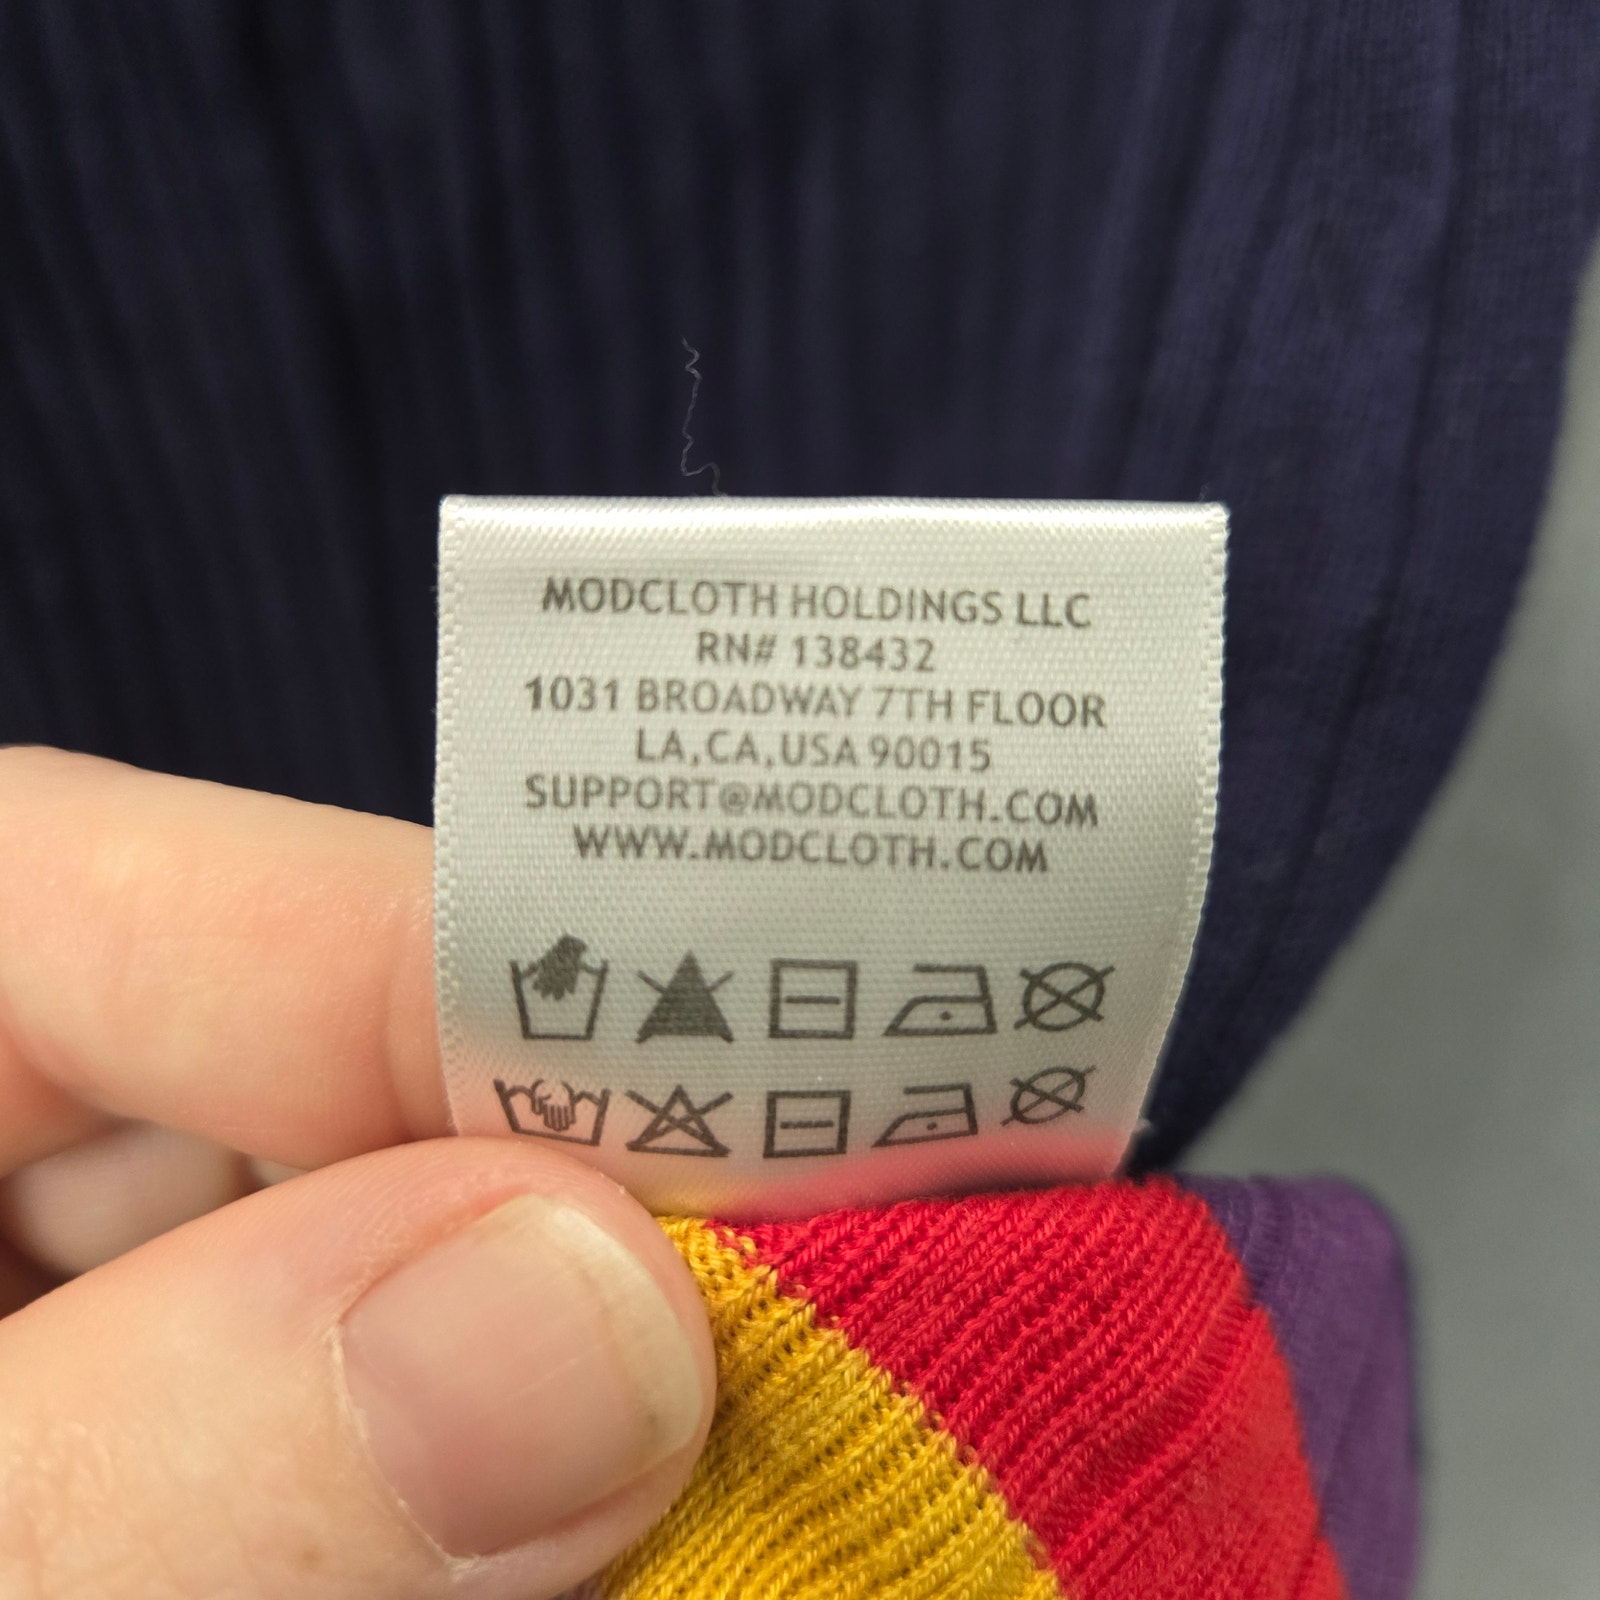 MODCLOTH HOLDINGS LLC
RN# 138432
1031 BROADWAY 7TH FLOOR
LA,CA,USA 90015
SUPPORT@MODCLOTH.COM
WWW.MODCLOTH.COM